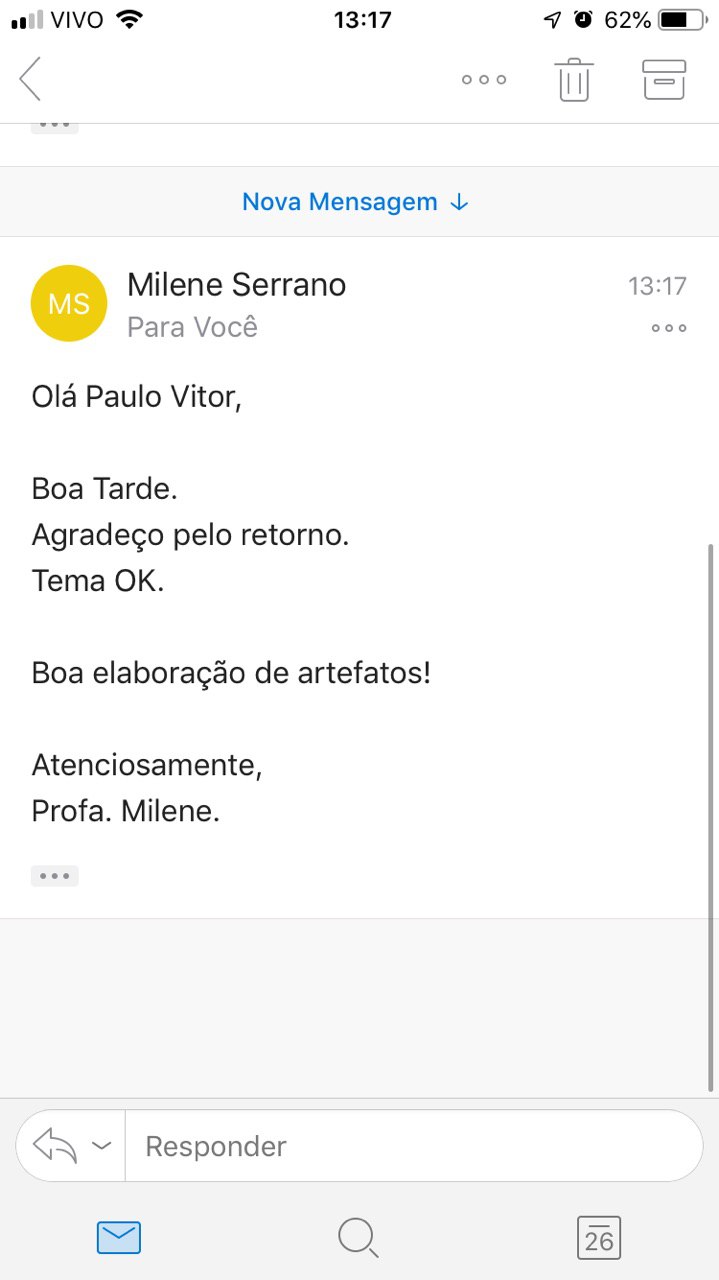 VIVO 13:17 62%
Nova Mensagem ↓
MS Milene Serrano 13:17
Para Você
Olá Paulo Vitor,
Boa Tarde.
Agradeço pelo retorno.
Tema OK.
Boa elaboração de artefatos!
Atenciosamente,
Profa. Milene.
Responder
26